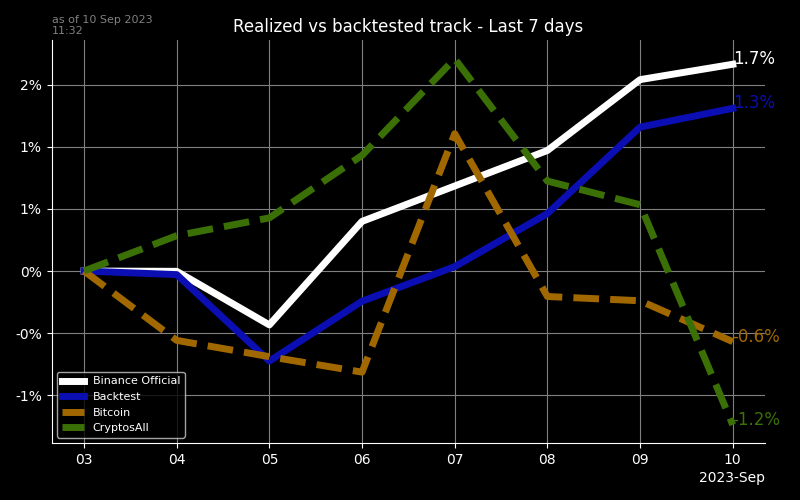 as of 10 Sep 2023
11:32
Realized vs backtested track - Last 7 days
2%
1%
1%
0%
-0%
-1%
1.7%
1.3%
-0.6%
-1.2%
Binance Official
Backtest
Bitcoin
CryptosAll
03 04 05 06 07 08 09 10
2023-Sep